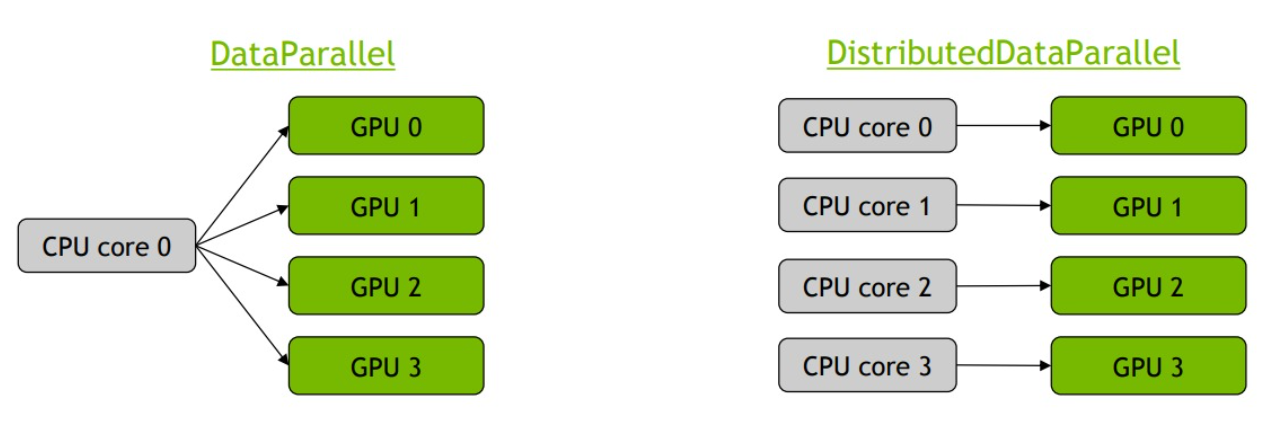 DataParallel
GPU 0
GPU 1
CPU core 0
GPU 2
GPU 3
DistributedDataParallel
CPU core 0
GPU 0
CPU core 1
GPU 1
CPU core 2
GPU 2
CPU core 3
GPU 3